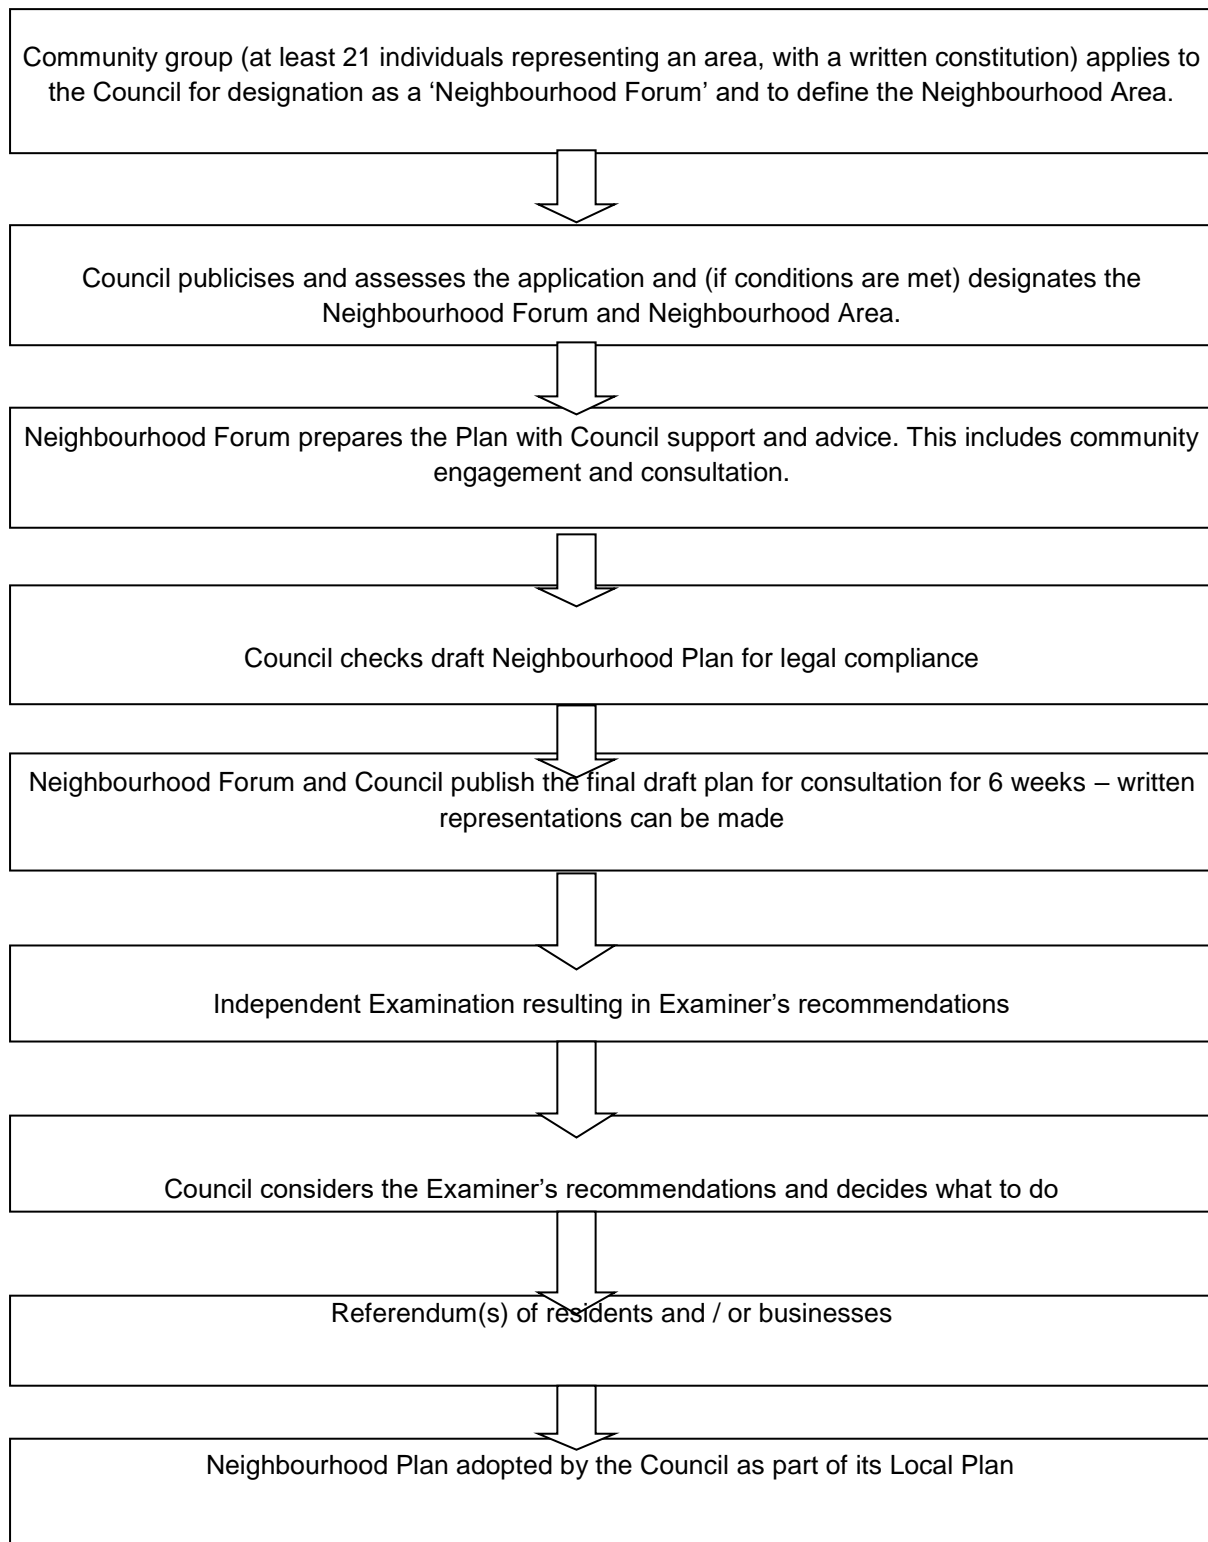 Community group (at least 21 individuals representing an area, with a written constitution) applies to
the Council for designation as a ‘Neighbourhood Forum’ and to define the Neighbourhood Area.
Council publicises and assesses the application and (if conditions are met) designates the
Neighbourhood Forum and Neighbourhood Area.
Neighbourhood Forum prepares the Plan with Council support and advice. This includes community
engagement and consultation.
Council checks draft Neighbourhood Plan for legal compliance
Neighbourhood Forum and Council publish the final draft plan for consultation for 6 weeks – written
representations can be made
Independent Examination resulting in Examiner’s recommendations
Council considers the Examiner’s recommendations and decides what to do
Referendum(s) of residents and / or businesses
Neighbourhood Plan adopted by the Council as part of its Local Plan